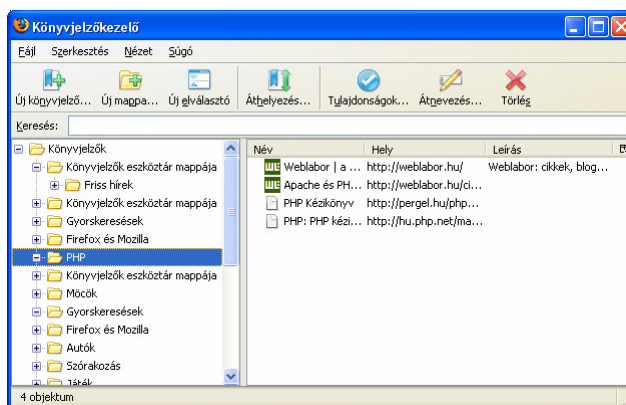 Könyvjelzőkezelő
Fájl Szerkesztés Nézet Súgó
Új könyvjelző... Új mappa... Új elválasztó Áthelyezés... Tulajdonságok... Átnevezés... Törlés
Keresés:
Könyvjelzők
Könyvjelzők eszköztár mappája
Friss hírek
Könyvjelzők eszköztár mappája
Gyorskeresések
Firefox és Mozilla
PHP
Könyvjelzők eszköztár mappája
Möcök
Gyorskeresések
Firefox és Mozilla
Autók
Szórakozás
Játék
Név Hely Leírás
Weblabor | a ... http://weblabor.hu/ Weblabor: cikkek, blog...
Apache és PH... http://weblabor.hu/ci...
PHP Kézikönyv http://pergel.hu/php...
PHP: PHP kézi... http://hu.php.net/ma...
4 objektum